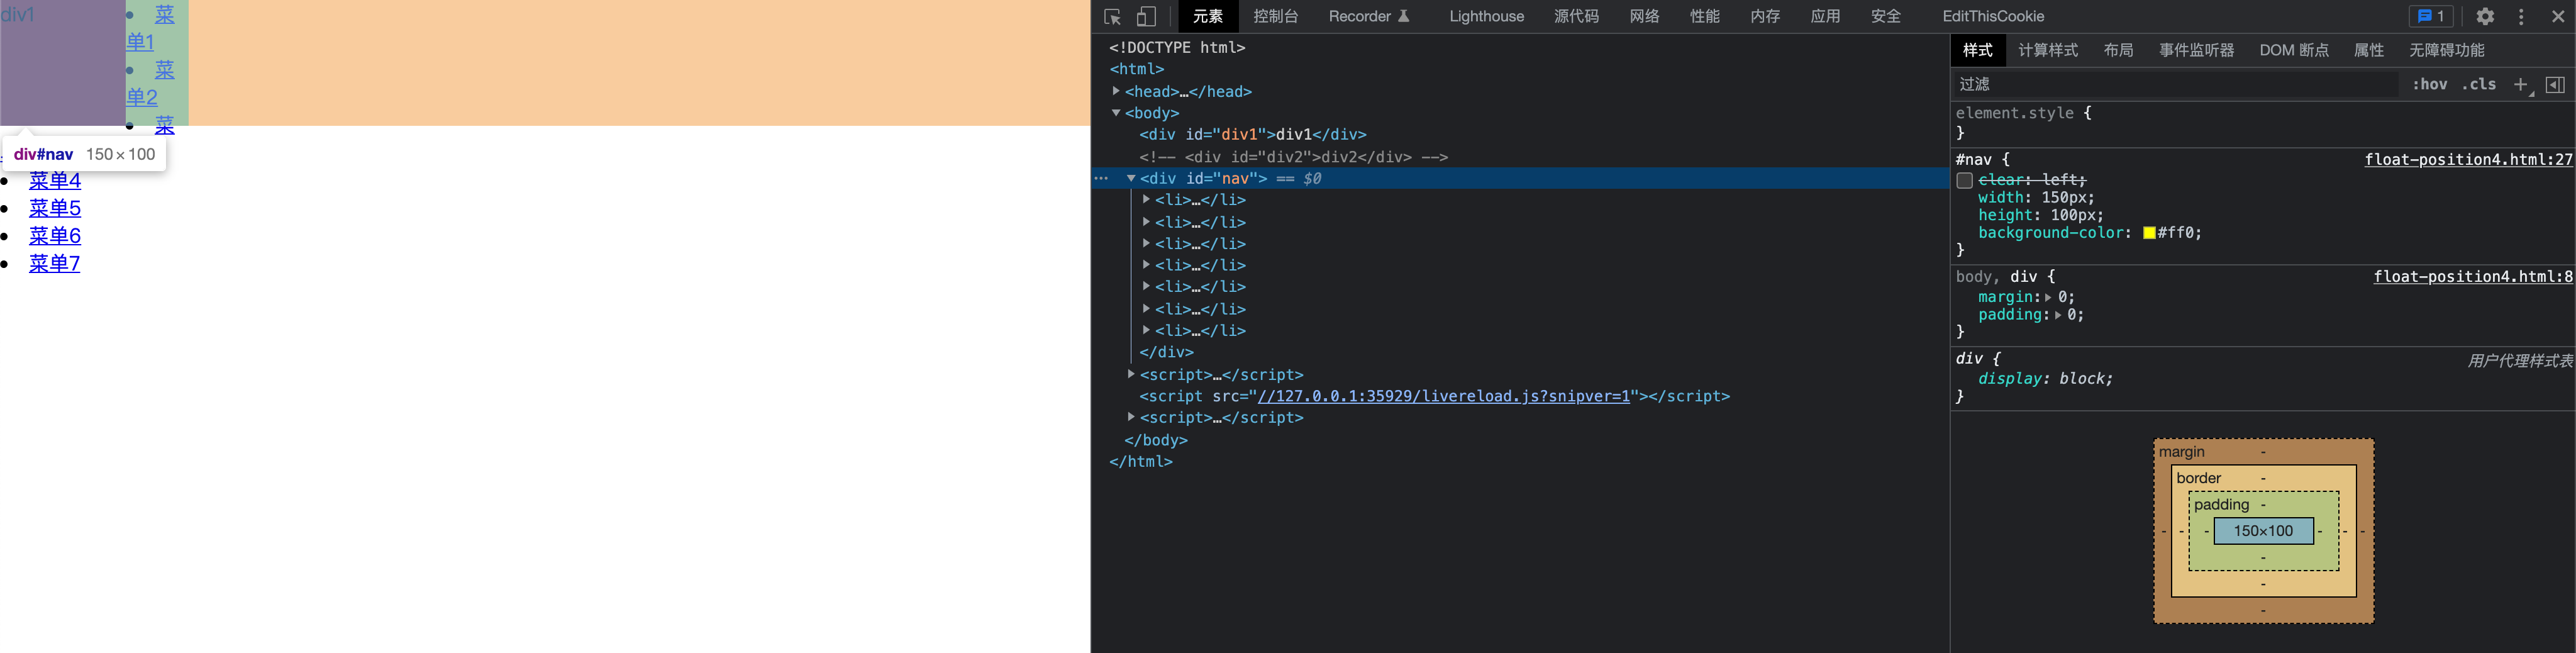 div1
菜
单1
菜
单2
菜
div#nav 150 × 100
菜单4
菜单5
菜单6
菜单7
元素 控制台 Recorder Lighthouse 源代码 网络 性能 内存 应用 安全 EditThisCookie 1
<!DOCTYPE html>
<html>
<head>…</head>
<body>
<div id="div1">div1</div>
<!-- <div id="div2">div2</div> -->
<div id="nav"> == $0
<li>…</li>
<li>…</li>
<li>…</li>
<li>…</li>
<li>…</li>
<li>…</li>
<li>…</li>
</div>
<script>…</script>
<script src="//127.0.0.1:35929/livereload.js?snipver=1"></script>
<script>…</script>
</body>
</html>
样式 计算样式 布局 事件监听器 DOM 断点 属性 无障碍功能
过滤 :hov .cls
element.style {
}
#nav { float-position4.html:27
clear: left;
width: 150px;
height: 100px;
background-color: #ff0;
}
body, div { float-position4.html:8
margin: 0;
padding: 0;
}
div { 用户代理样式表
display: block;
}
margin -
border -
padding -
- - - 150×100 - - -
-
-
-